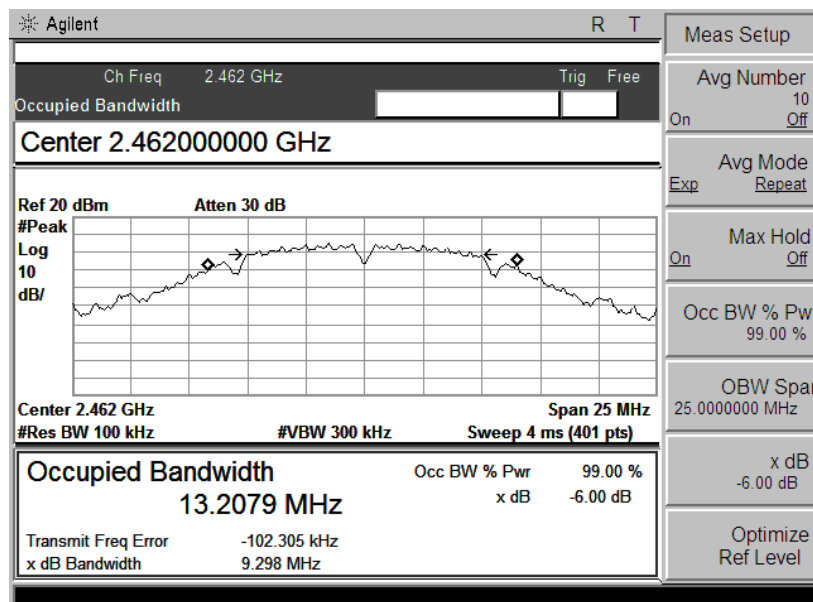 Agilent R T
Ch Freq 2.462 GHz Trig Free
Occupied Bandwidth
Center 2.462000000 GHz
Ref 20 dBm Atten 30 dB
#Peak
Log
10
dB/
Center 2.462 GHz Span 25 MHz
#Res BW 100 kHz #VBW 300 kHz Sweep 4 ms (401 pts)
Occupied Bandwidth
13.2079 MHz
Occ BW % Pwr 99.00 %
x dB -6.00 dB
Transmit Freq Error -102.305 kHz
x dB Bandwidth 9.298 MHz
Meas Setup
Avg Number
10
On Off
Avg Mode
Exp Repeat
Max Hold
On Off
Occ BW % Pw
99.00 %
OBW Spa
25.0000000 MHz
x dB
-6.00 dB
Optimize
Ref Level